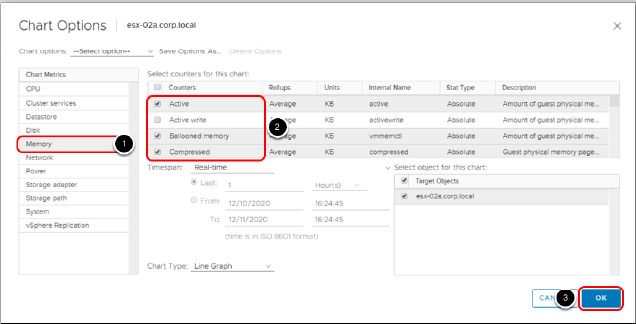 Chart Options | esx-02a.corp.local
Chart options: --Select option-- Save Options As... Delete Options
Chart Metrics
CPU
Cluster services
Datastore
Disk
Memory
Network
Power
Storage adapter
Storage path
System
vSphere Replication
1
Select counters for this chart:
Counters Rollups Units Internal Name Stat Type Description
Active Average KB active Absolute Amount of guest physical me...
Active write Average KB activewrite Absolute Amount of guest physical me...
Ballooned memory Average KB vmmemctl Absolute Amount of guest physical me...
Compressed Average KB compressed Absolute Guest physical memory page...
2
Timespan: Real-time
Last: 1 Hour(s)
From: 12/10/2020 16:24:45
To: 12/11/2020 16:24:45
(time is in ISO 8601 format)
Chart Type: Line Graph
Select object for this chart:
Target Objects
esx-02a.corp.local
CAN
3
OK